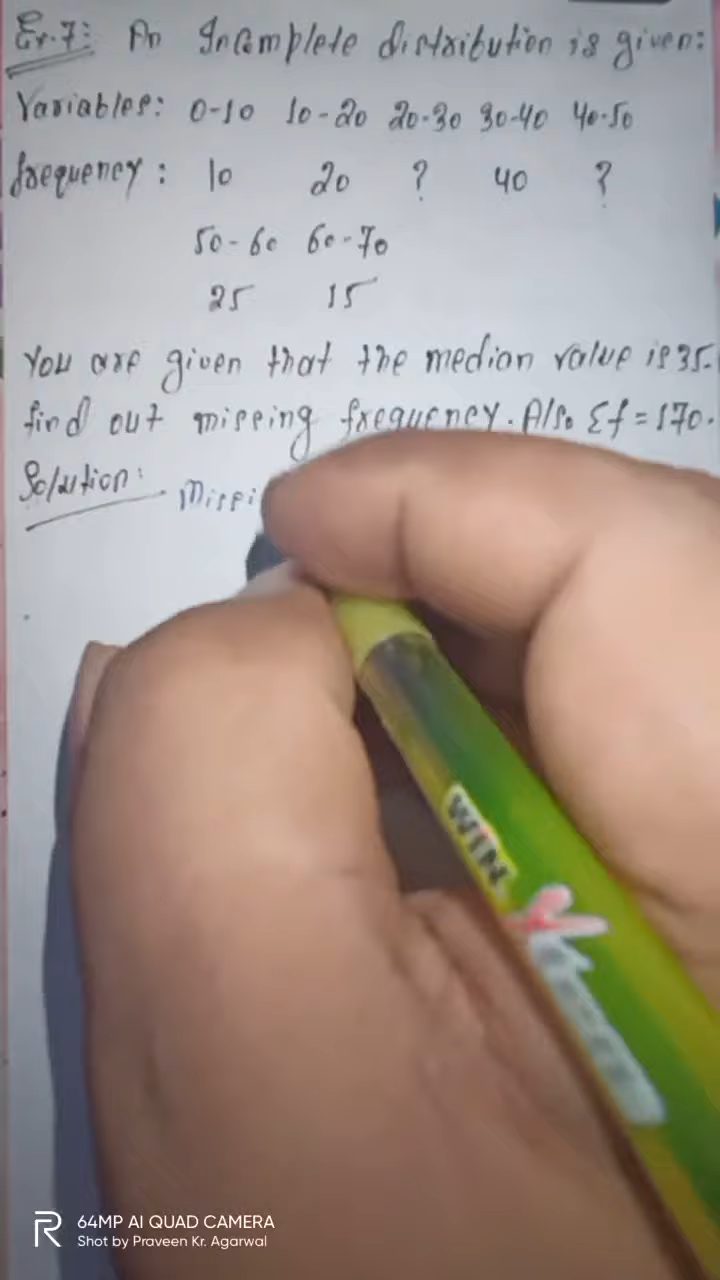 Ex.7: An Incomplete distribution is given:
Variables: 0-10 10-20 20-30 30-40 40-50
frequency: 10 20 ? 40 ?
50-60 60-70
25 15
You are given that the median value is 35.
find out missing frequency. Also Σf = 170.
Solution: Missi
WIN
64MP AI QUAD CAMERA
Shot by Praveen Kr. Agarwal